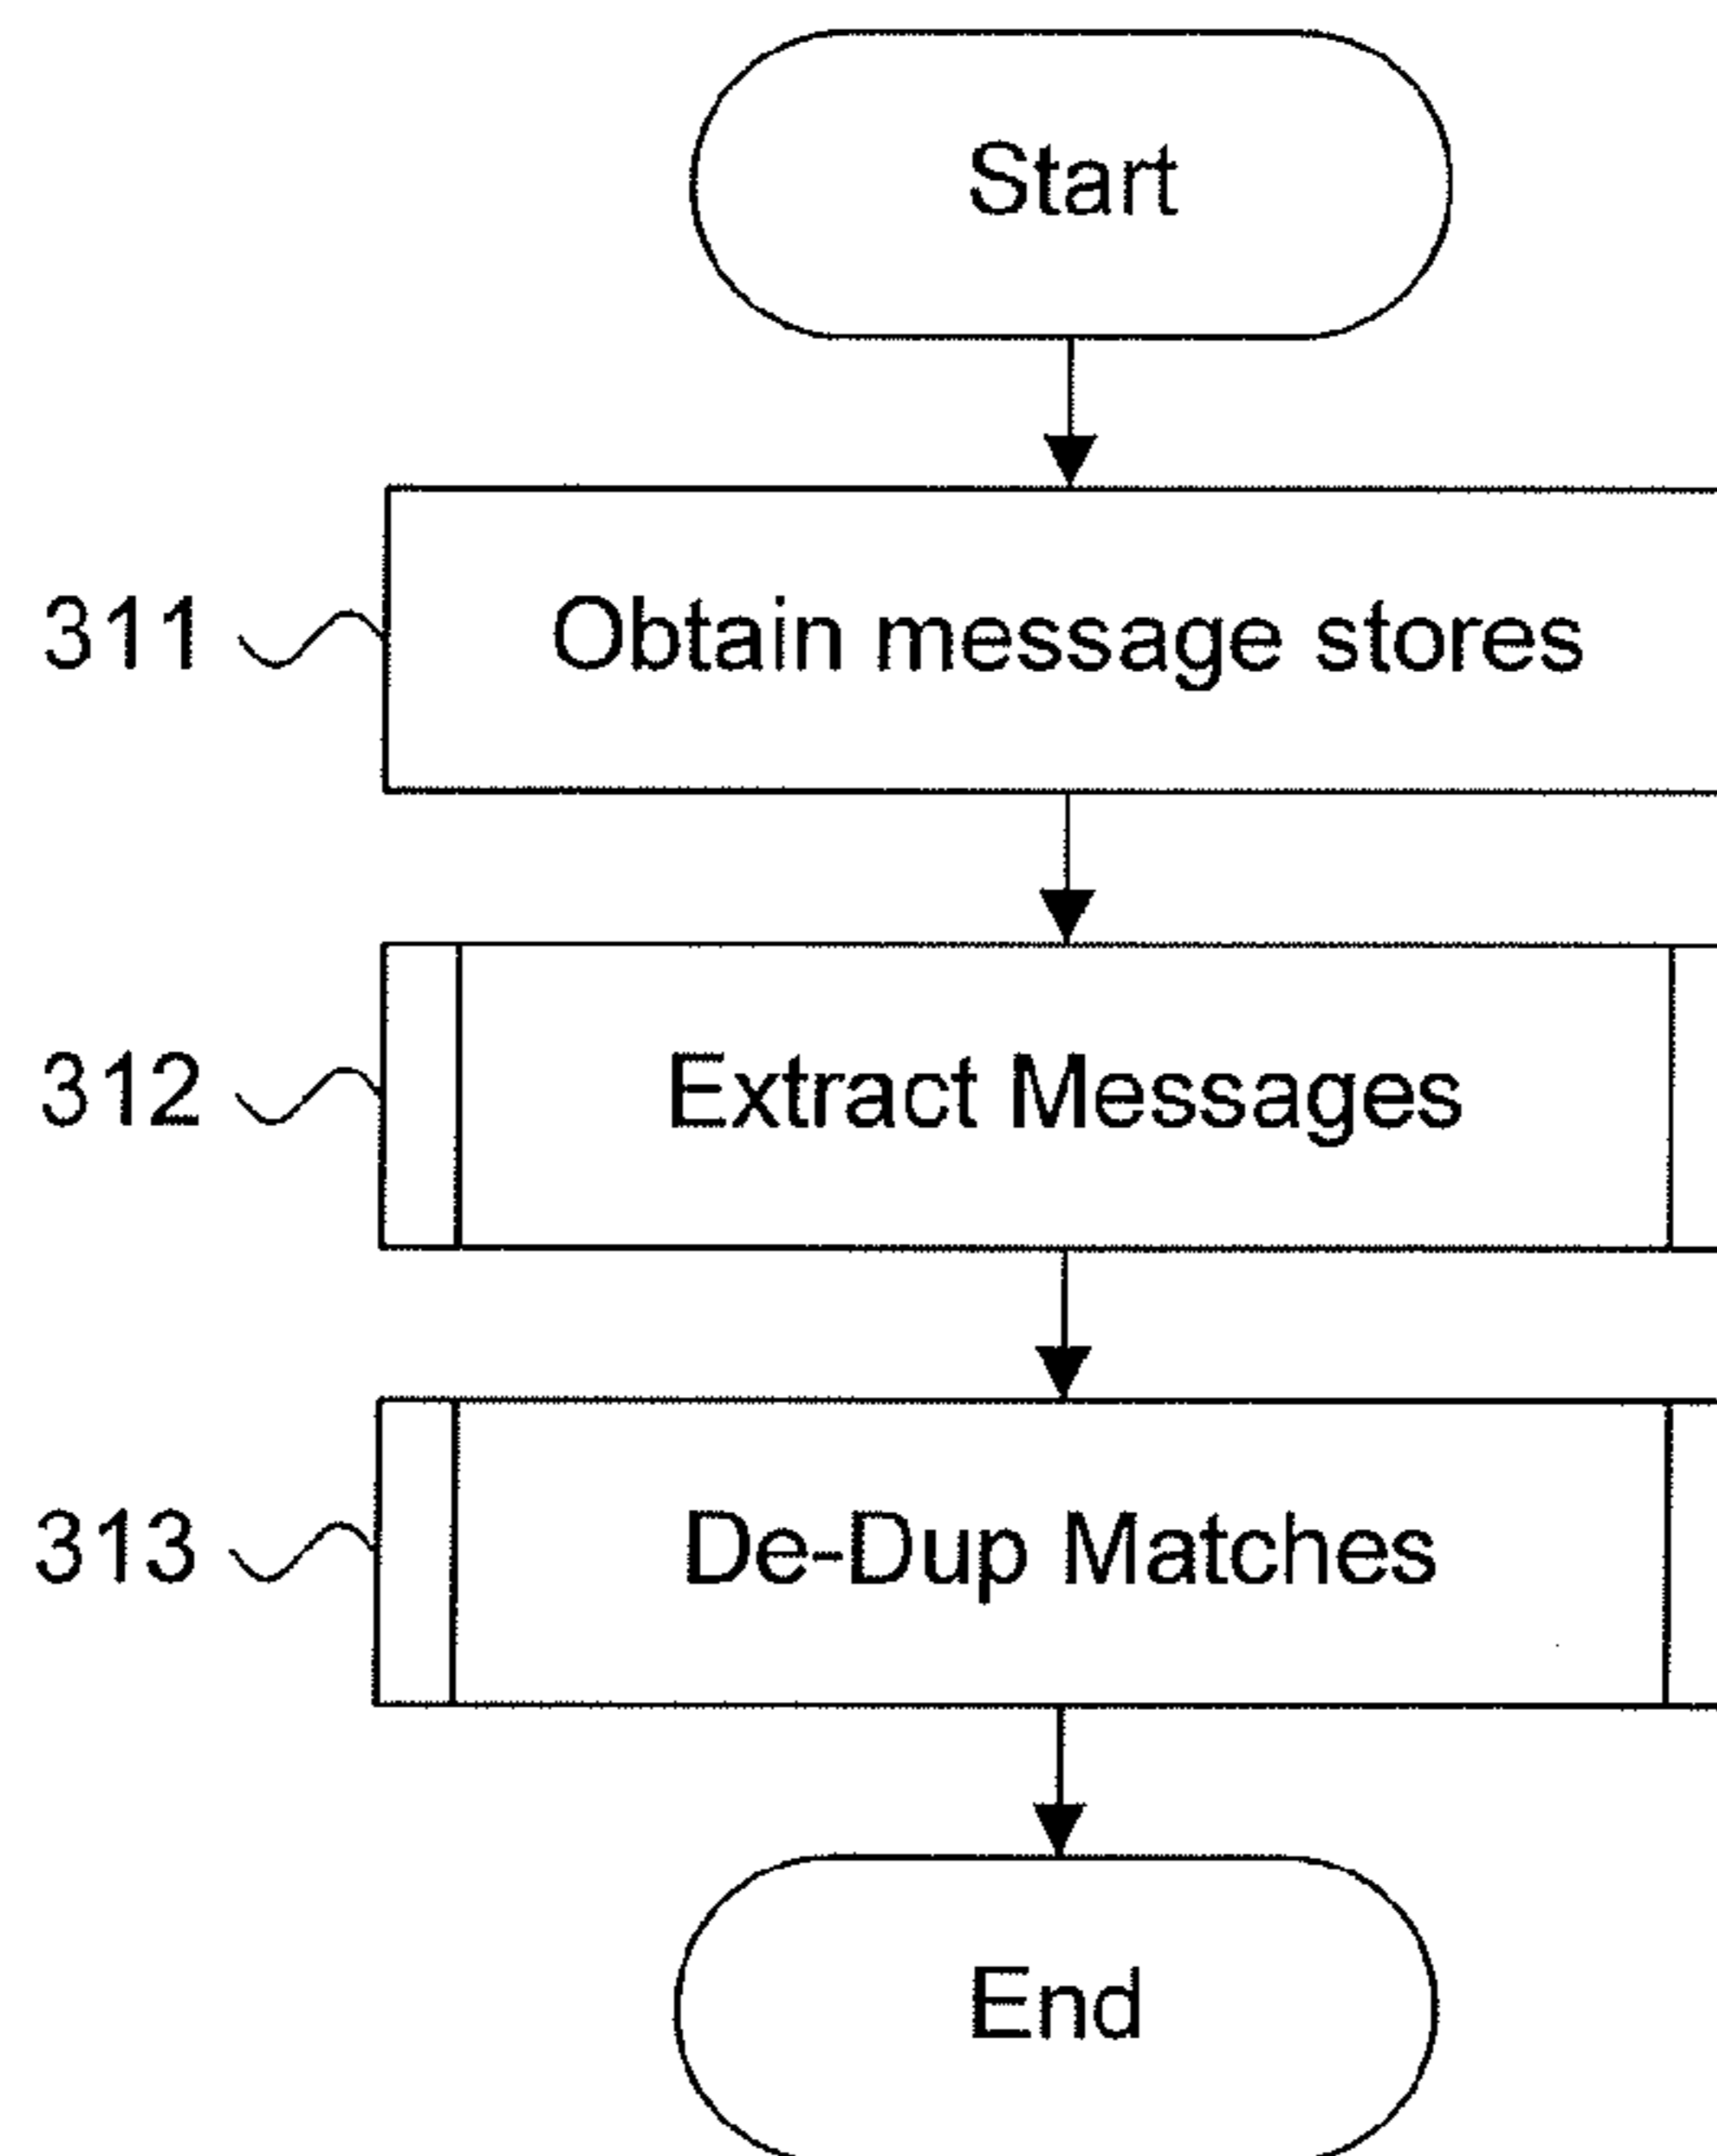 Start
311 Obtain message stores
312 Extract Messages
313 De-Dup Matches
End